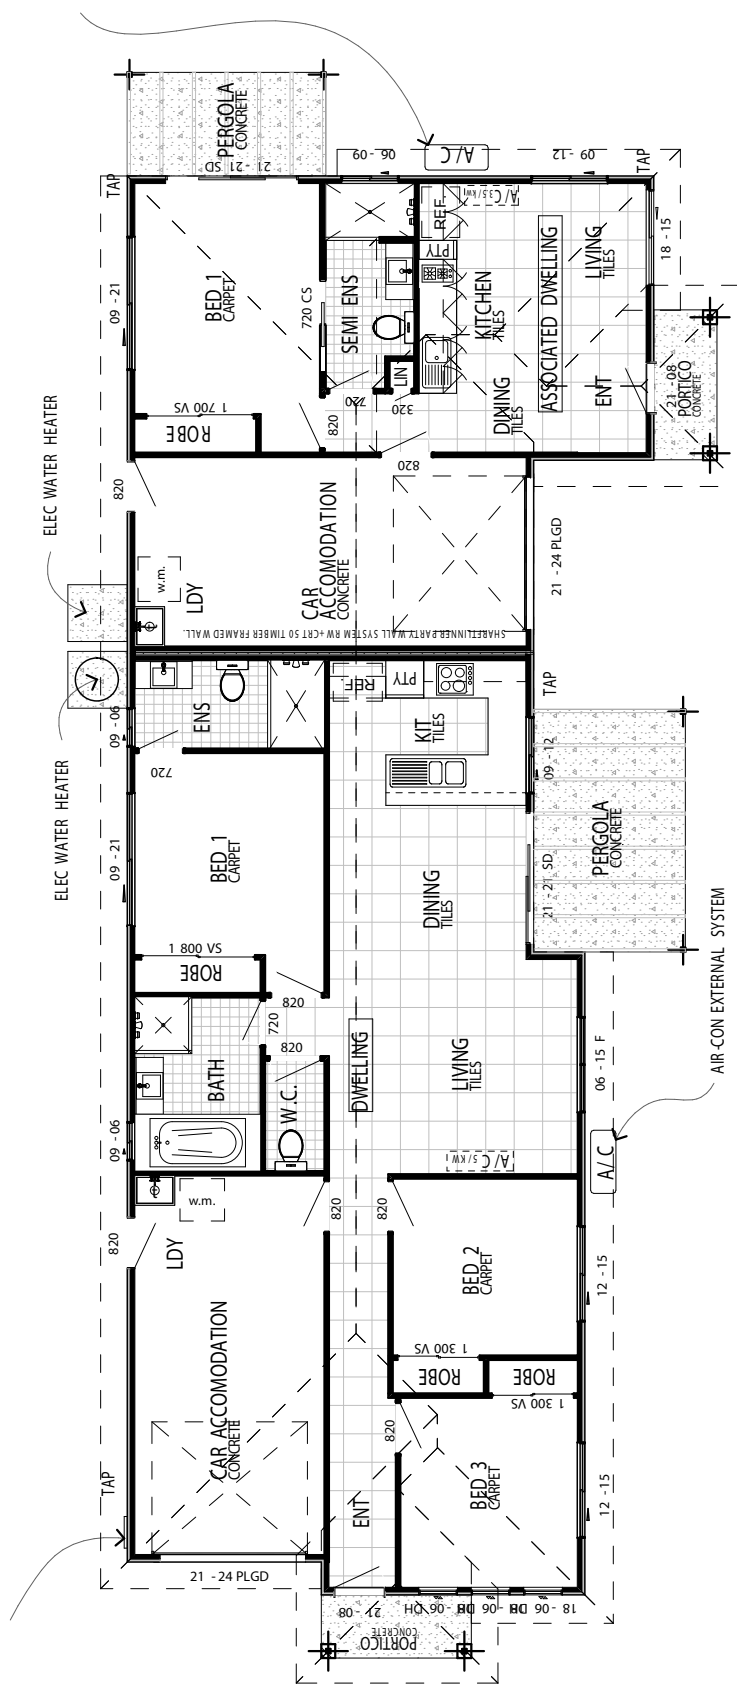 PERGOLA
CONCRETE
21 - 21 SD
06 - 09
A/C
09 - 12
TAP
TAP
REF.
A/C 3.5 / kw
18 - 15
BED 1
CARPET
09 - 21
720 CS
SEMI ENS
PTY
KITCHEN
TILES
ASSOCIATED DWELLING
LIVING
TILES
LIN
1 700 VS
ROBE
820
720
320
DINING
TILES
ENT
21 - 08
PORTICO
CONCRETE
ELEC WATER HEATER
820
820
CAR
ACCOMODATION
CONCRETE
w.m.
LDY
21 - 24 PLGD
SHAFTLINNER PARTY WALL SYSTEM RW+CRT 50 TIMBER FRAMED WALL.
REF.
PTY
TAP
09 - 06
ENS
KIT
TILES
720
09 - 12
ELEC WATER HEATER
09 - 21
BED 1
CARPET
DINING
TILES
21 - 21 SD
PERGOLA
CONCRETE
1 800 VS
ROBE
820
720
820
BATH
W.C.
DWELLING
LIVING
TILES
06 - 15 F
AIR-CON EXTERNAL SYSTEM
09 - 06
A/C 5 / KW
A/ C
w.m.
820
820
820
LDY
BED 2
CARPET
12 - 15
1 300 VS
ROBE
ROBE
1 300 VS
CAR ACCOMODATION
CONCRETE
820
TAP
ENT
BED 3
CARPET
12 - 15
21 - 24 PLGD
21 - 08
18 - 06 DH
18 - 06 DH
18 - 06 DH
PORTICO
CONCRETE